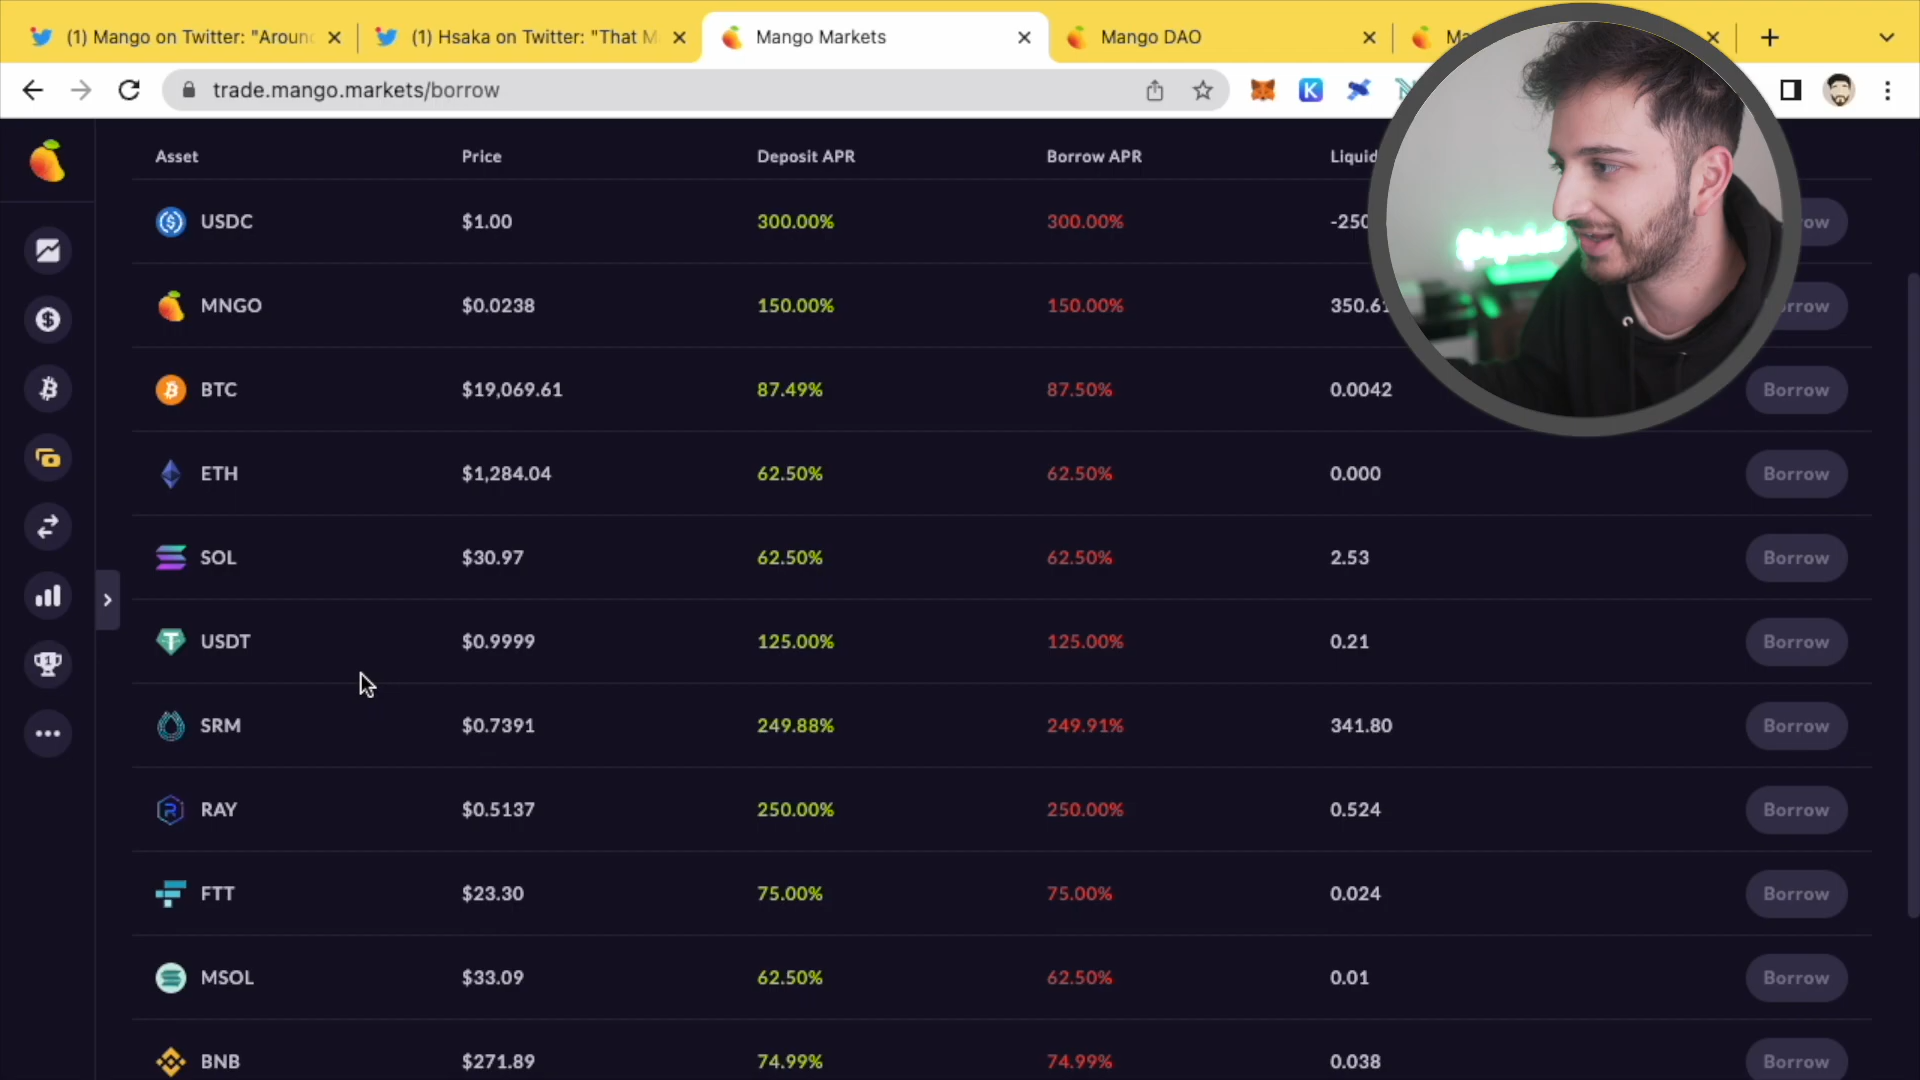 (1) Mango on Twitter: "Aroun
(1) Hsaka on Twitter: "That M
Mango Markets
Mango DAO
Ma
trade.mango.markets/borrow
Asset Price Deposit APR Borrow APR Liquid
USDC $1.00 300.00% 300.00% -250 ow
MNGO $0.0238 150.00% 150.00% 350.61 rrow
BTC $19,069.61 87.49% 87.50% 0.0042 Borrow
ETH $1,284.04 62.50% 62.50% 0.000 Borrow
SOL $30.97 62.50% 62.50% 2.53 Borrow
USDT $0.9999 125.00% 125.00% 0.21 Borrow
SRM $0.7391 249.88% 249.91% 341.80 Borrow
RAY $0.5137 250.00% 250.00% 0.524 Borrow
FTT $23.30 75.00% 75.00% 0.024 Borrow
MSOL $33.09 62.50% 62.50% 0.01 Borrow
BNB $271.89 74.99% 74.99% 0.038 Borrow